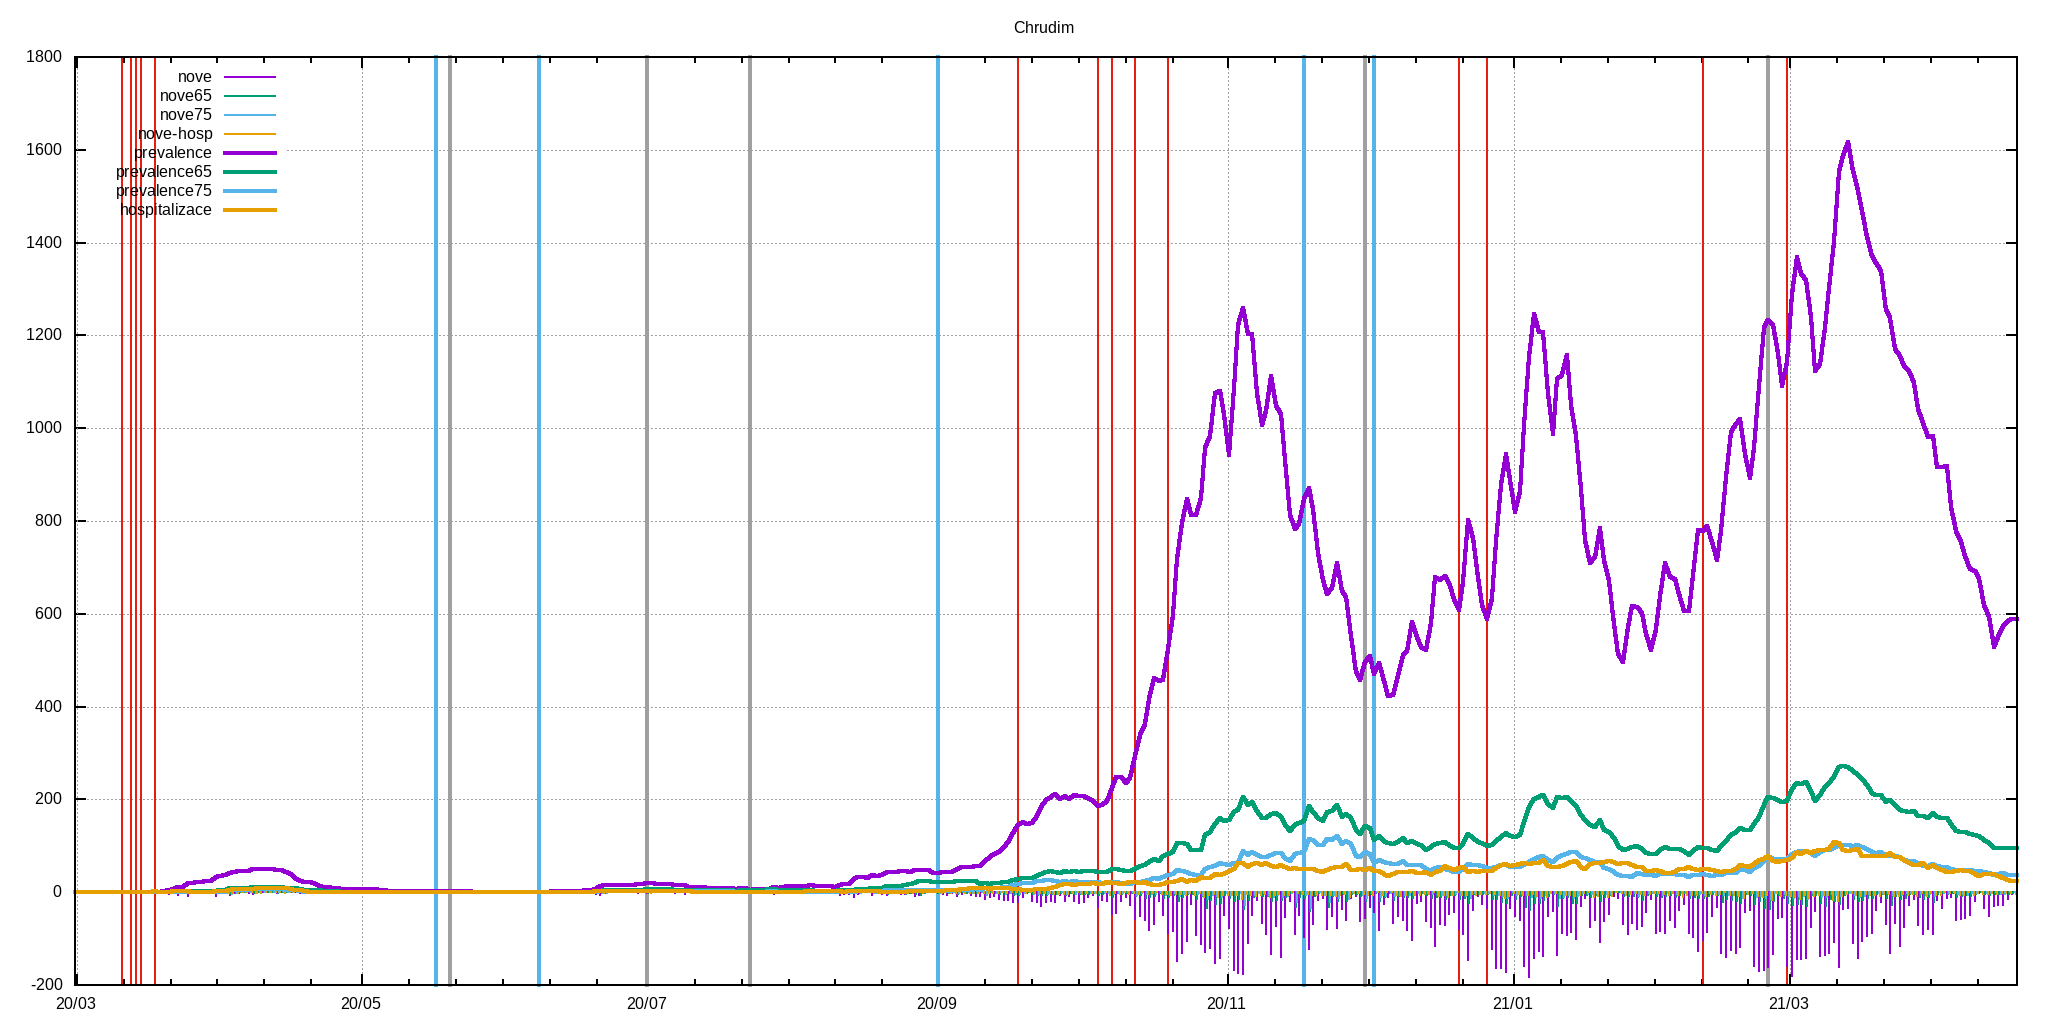 Chrudim
1800
1600
1400
1200
1000
800
600
400
200
0
-200
nove
nove65
nove75
nove-hosp
prevalence
prevalence65
prevalence75
hospitalizace
20/03 20/05 20/07 20/09 20/11 21/01 21/03